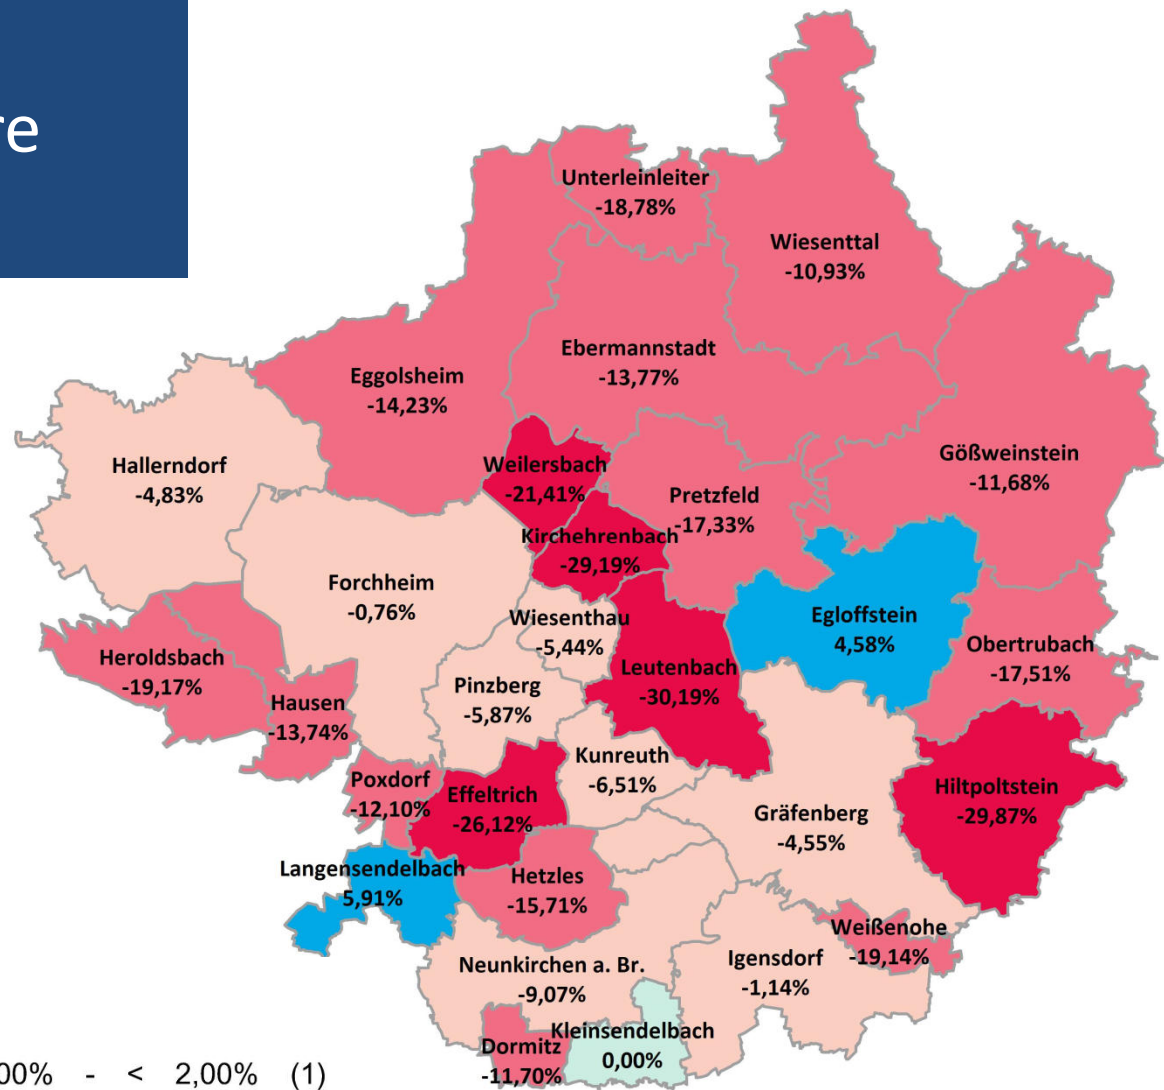 re
Unterleinleiter
-18,78%
Wiesenttal
-10,93%
Ebermannstadt
-13,77%
Eggolsheim
-14,23%
Gößweinstein
-11,68%
Hallerndorf
-4,83%
Weilersbach
-21,41%
Pretzfeld
-17,33%
Kirchehrenbach
-29,19%
Forchheim
-0,76%
Wiesenthau
-5,44%
Egloffstein
4,58%
Obertrubach
-17,51%
Heroldsbach
-19,17%
Leutenbach
-30,19%
Pinzberg
-5,87%
Hausen
-13,74%
Kunreuth
-6,51%
Poxdorf
-12,10%
Effeltrich
-26,12%
Hiltpoltstein
-29,87%
Gräfenberg
-4,55%
Langensendelbach
5,91%
Hetzles
-15,71%
Weißenohe
-19,14%
Neunkirchen a. Br.
-9,07%
Igensdorf
-1,14%
Kleinsendelbach
0,00%
Dormitz
-11,70%
00% - < 2,00% (1)